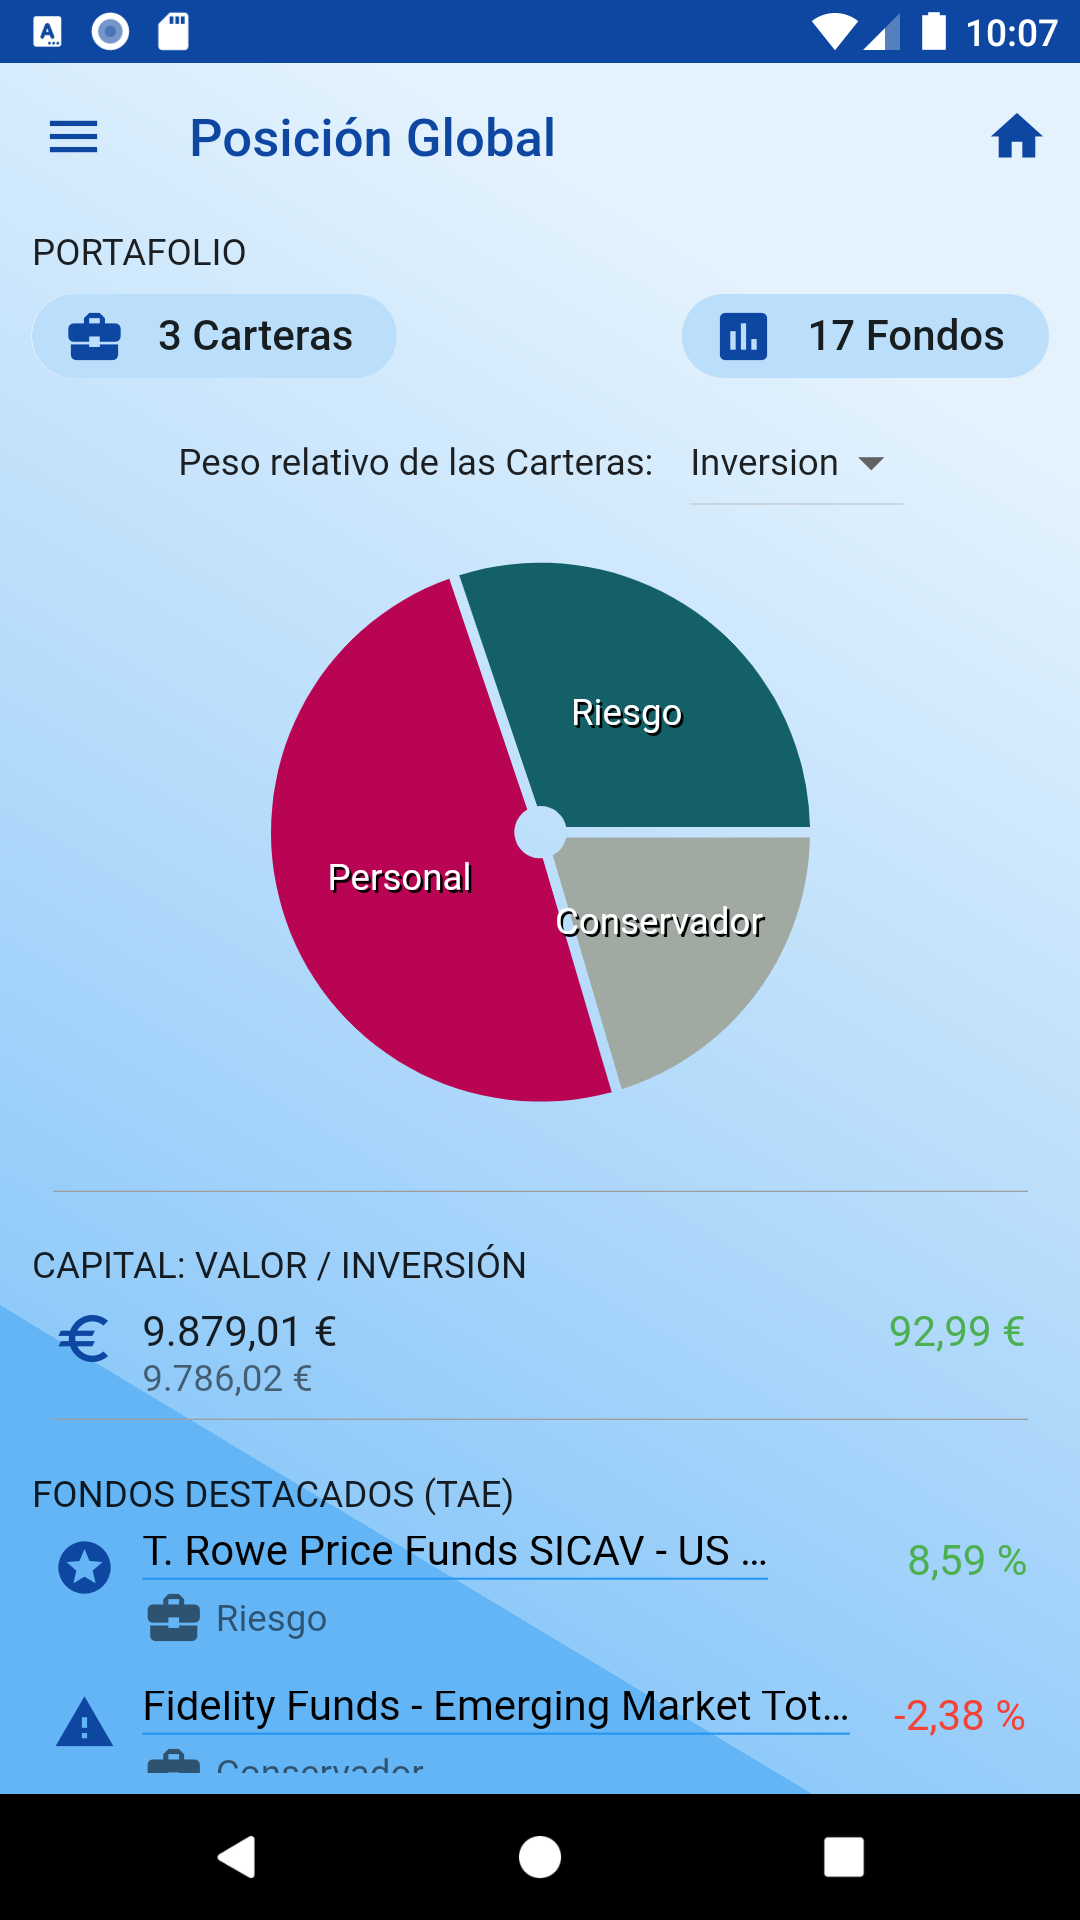 10:07
Posición Global
PORTAFOLIO
3 Carteras
17 Fondos
Peso relativo de las Carteras: Inversion
Riesgo
Personal
Conservador
CAPITAL: VALOR / INVERSIÓN
9.879,01 € 92,99 €
9.786,02 €
FONDOS DESTACADOS (TAE)
T. Rowe Price Funds SICAV - US ... 8,59 %
Riesgo
Fidelity Funds - Emerging Market Tot... -2,38 %
Conservador